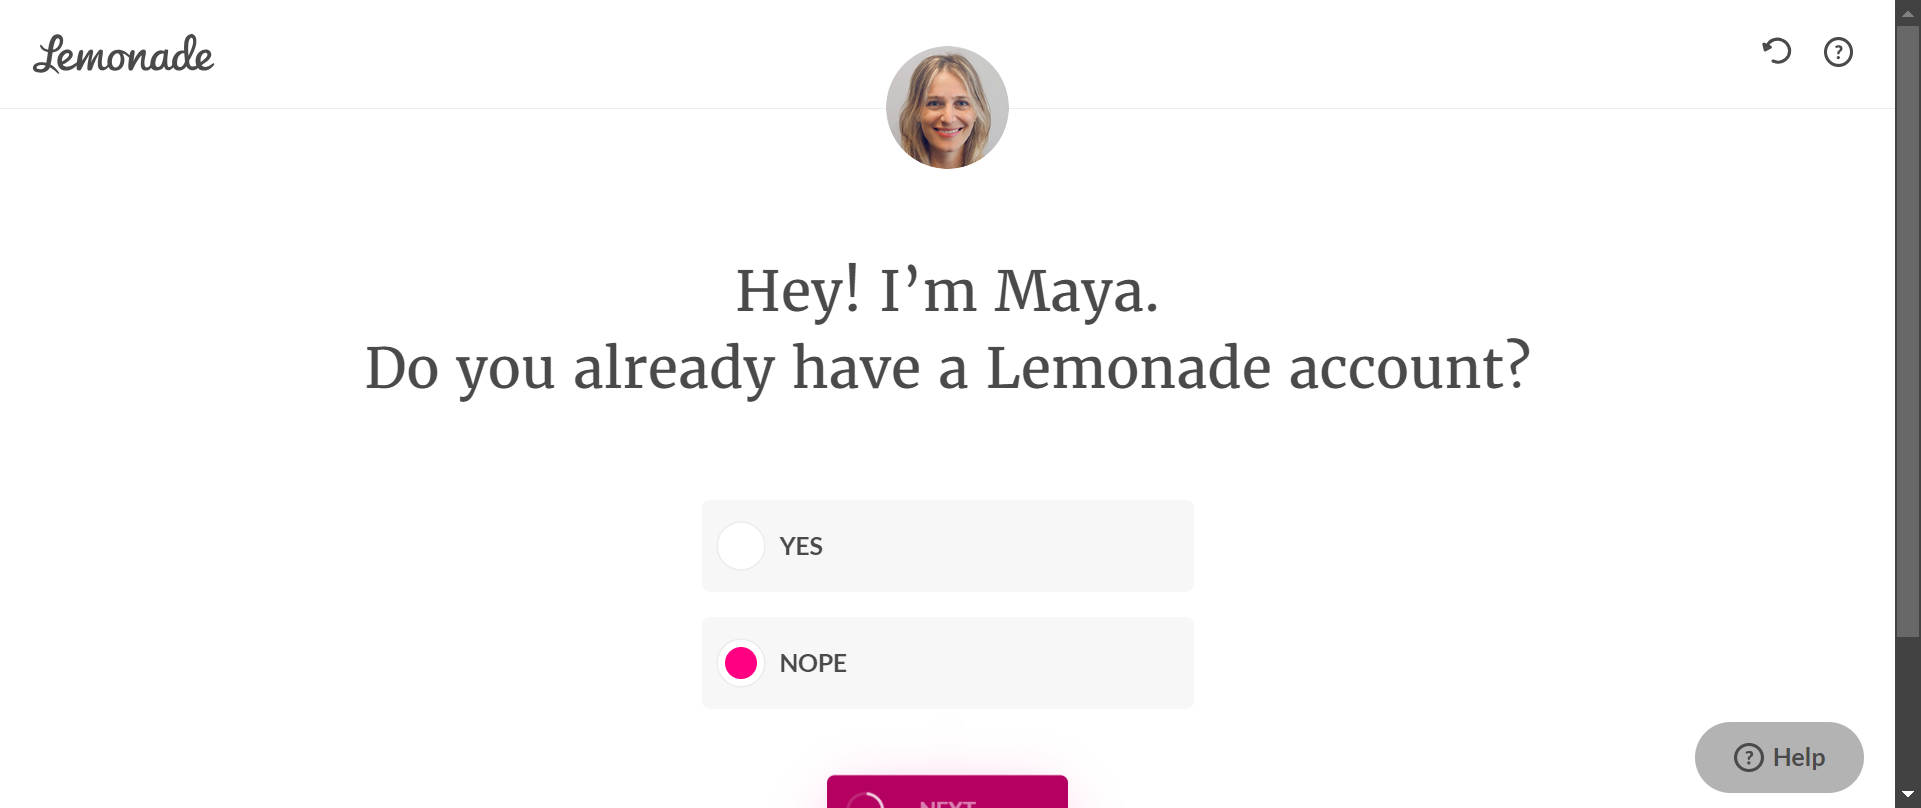 Lemonade
Hey! I’m Maya.
Do you already have a Lemonade account?
YES
NOPE
NEXT
? Help